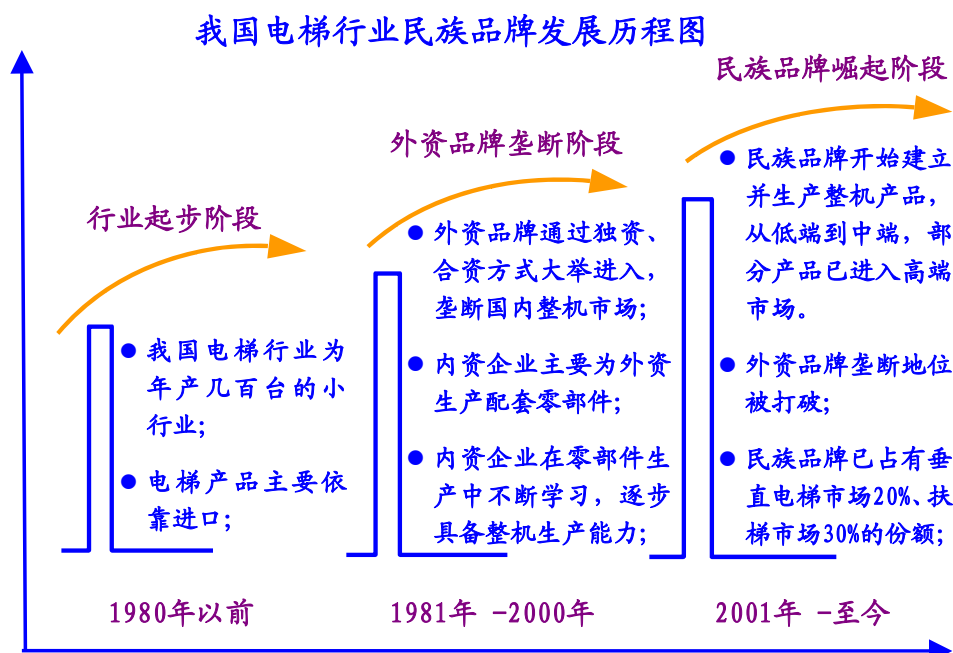 我国电梯行业民族品牌发展历程图
行业起步阶段
● 我国电梯行业为
年产几百台的小
行业；
● 电梯产品主要依
靠进口；
1980年以前
外资品牌垄断阶段
● 外资品牌通过独资、
合资方式大举进入，
垄断国内整机市场；
● 内资企业主要为外资
生产配套零部件；
● 内资企业在零部件生
产中不断学习，逐步
具备整机生产能力；
1981年 -2000年
民族品牌崛起阶段
● 民族品牌开始建立
并生产整机产品，
从低端到中端，部
分产品已进入高端
市场。
● 外资品牌垄断地位
被打破；
● 民族品牌已占有垂
直电梯市场20%、扶
梯市场30%的份额；
2001年 -至今